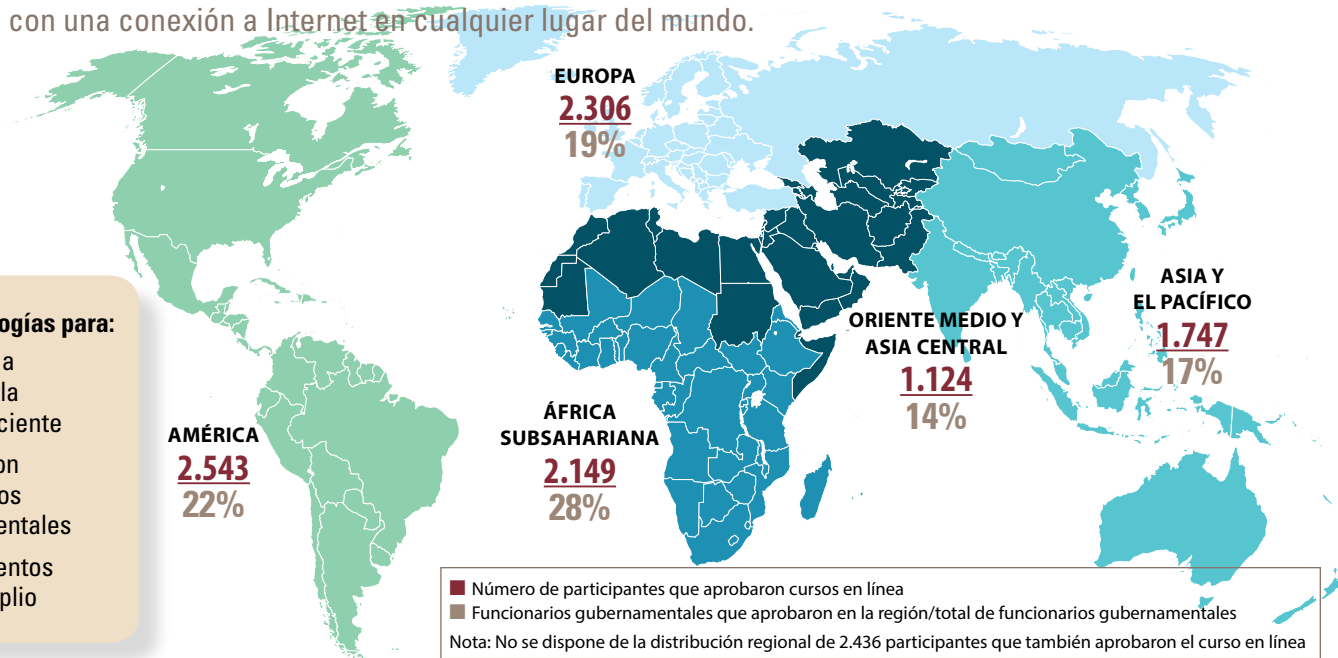 con una conexión a Internet en cualquier lugar del mundo.
EUROPA
2.306
19%
ASIA Y
EL PACÍFICO
1.747
17%
ORIENTE MEDIO Y
ASIA CENTRAL
1.124
14%
ÁFRICA
SUBSAHARIANA
2.149
28%
AMÉRICA
2.543
22%
ogías para:
a
la
ciente
on
os
entales
entos
plio
Número de participantes que aprobaron cursos en línea
Funcionarios gubernamentales que aprobaron en la región/total de funcionarios gubernamentales
Nota: No se dispone de la distribución regional de 2.436 participantes que también aprobaron el curso en línea